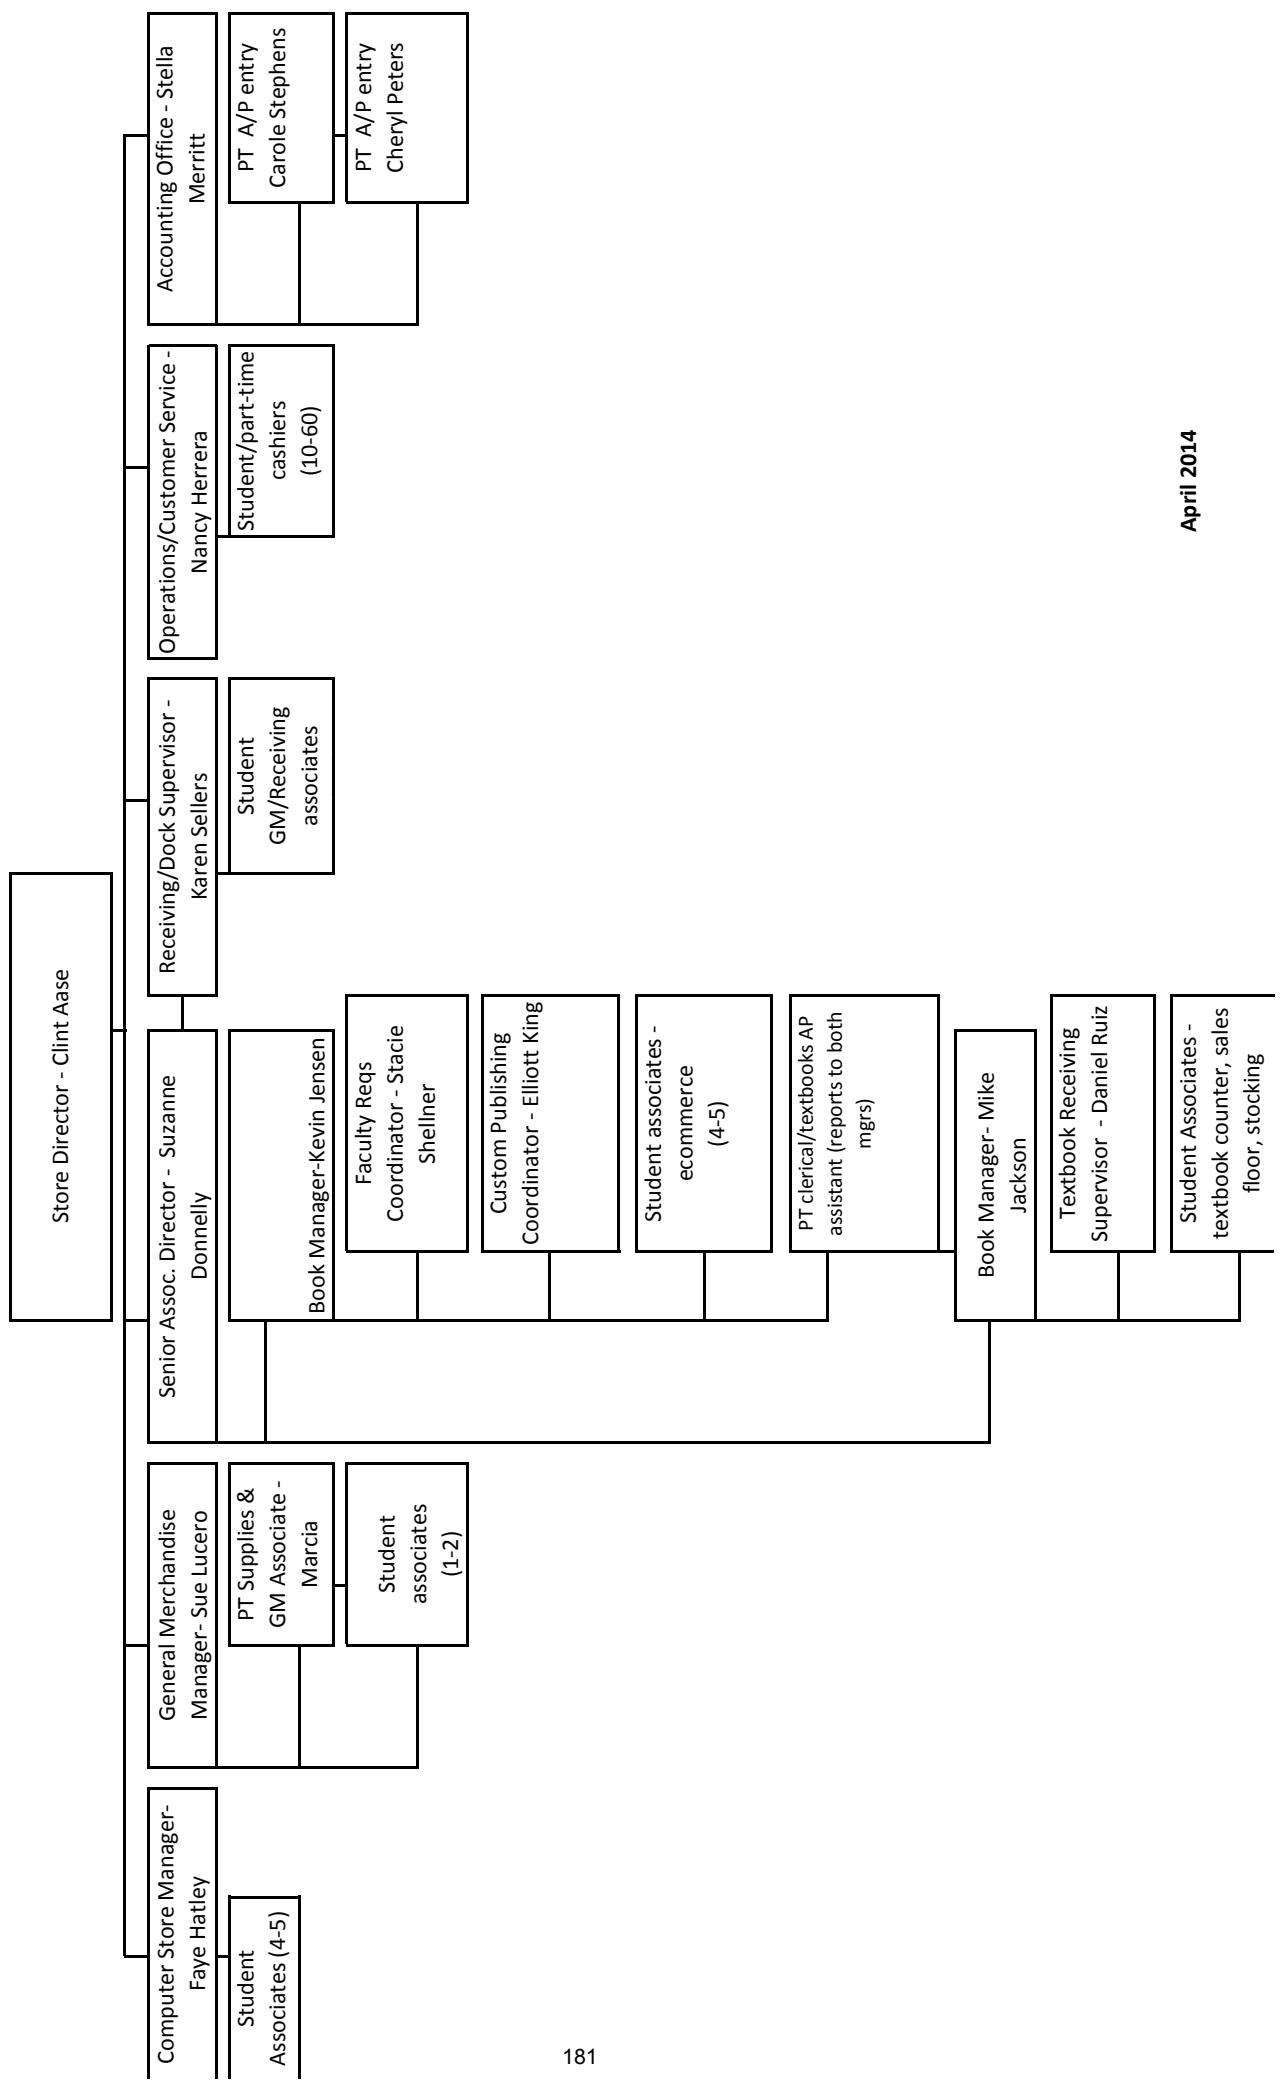 Store Director - Clint Aase
Computer Store Manager-
Faye Hatley
Student
Associates (4-5)
General Merchandise
Manager- Sue Lucero
PT Supplies &
GM Associate -
Marcia
Student
associates
(1-2)
Senior Assoc. Director - Suzanne
Donnelly
Book Manager-Kevin Jensen
Faculty Reqs
Coordinator - Stacie
Shellner
Custom Publishing
Coordinator - Elliott King
Student associates -
ecommerce
(4-5)
PT clerical/textbooks AP
assistant (reports to both
mgrs)
Book Manager- Mike
Jackson
Textbook Receiving
Supervisor - Daniel Ruiz
Student Associates -
textbook counter, sales
floor, stocking
Receiving/Dock Supervisor -
Karen Sellers
Student
GM/Receiving
associates
Operations/Customer Service -
Nancy Herrera
Student/part-time
cashiers
(10-60)
Accounting Office - Stella
Merritt
PT A/P entry
Carole Stephens
PT A/P entry
Cheryl Peters
April 2014
181